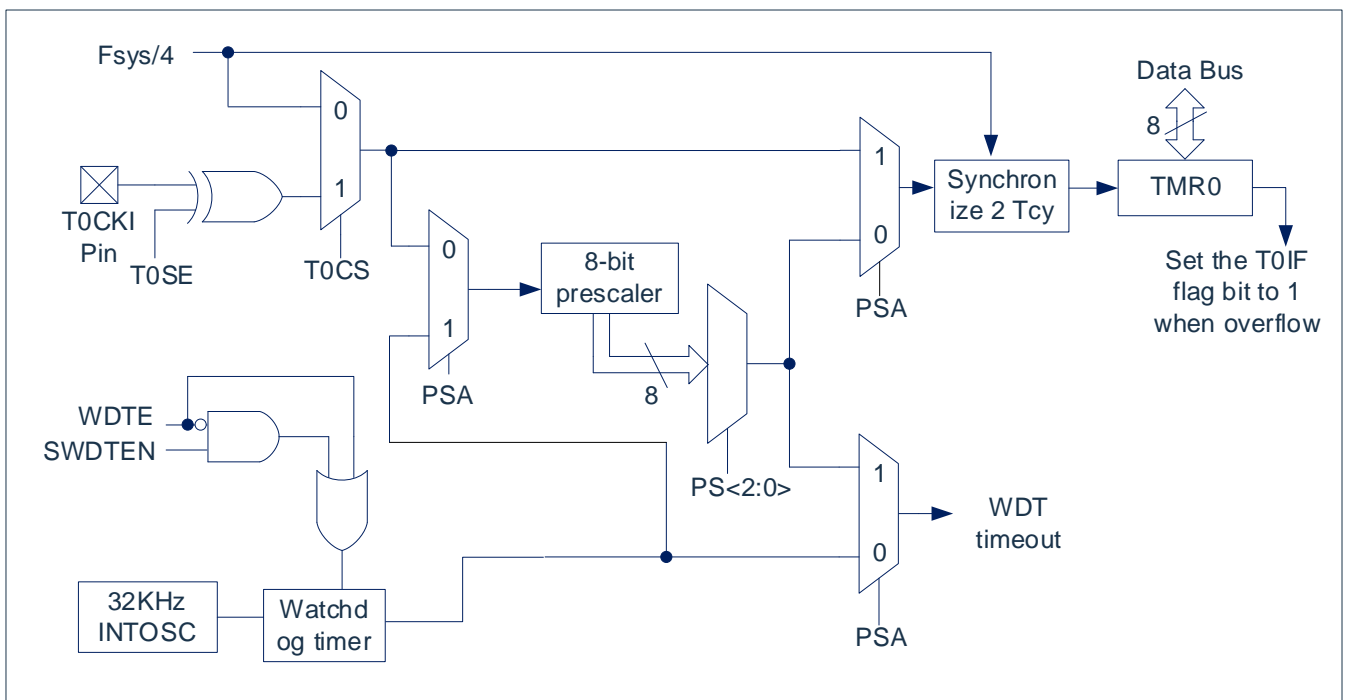 Fsys/4
Data Bus
8
0
1
T0CKI
Pin
T0SE
T0CS
1
0
PSA
Synchron
ize 2 Tcy
TMR0
Set the T0IF
flag bit to 1
when overflow
0
1
PSA
8-bit
prescaler
8
PS<2:0>
WDTE
SWDTEN
1
0
PSA
WDT
timeout
32KHz
INTOSC
Watchd
og timer